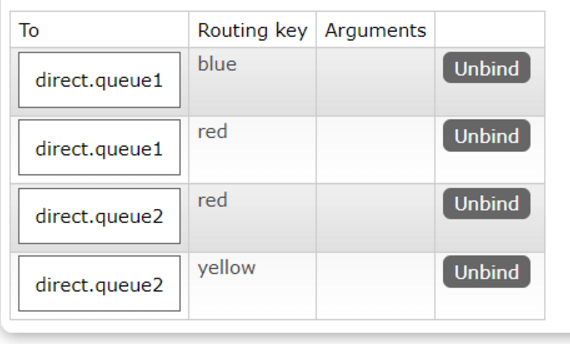 To Routing key Arguments
direct.queue1 blue Unbind
direct.queue1 red Unbind
direct.queue2 red Unbind
direct.queue2 yellow Unbind